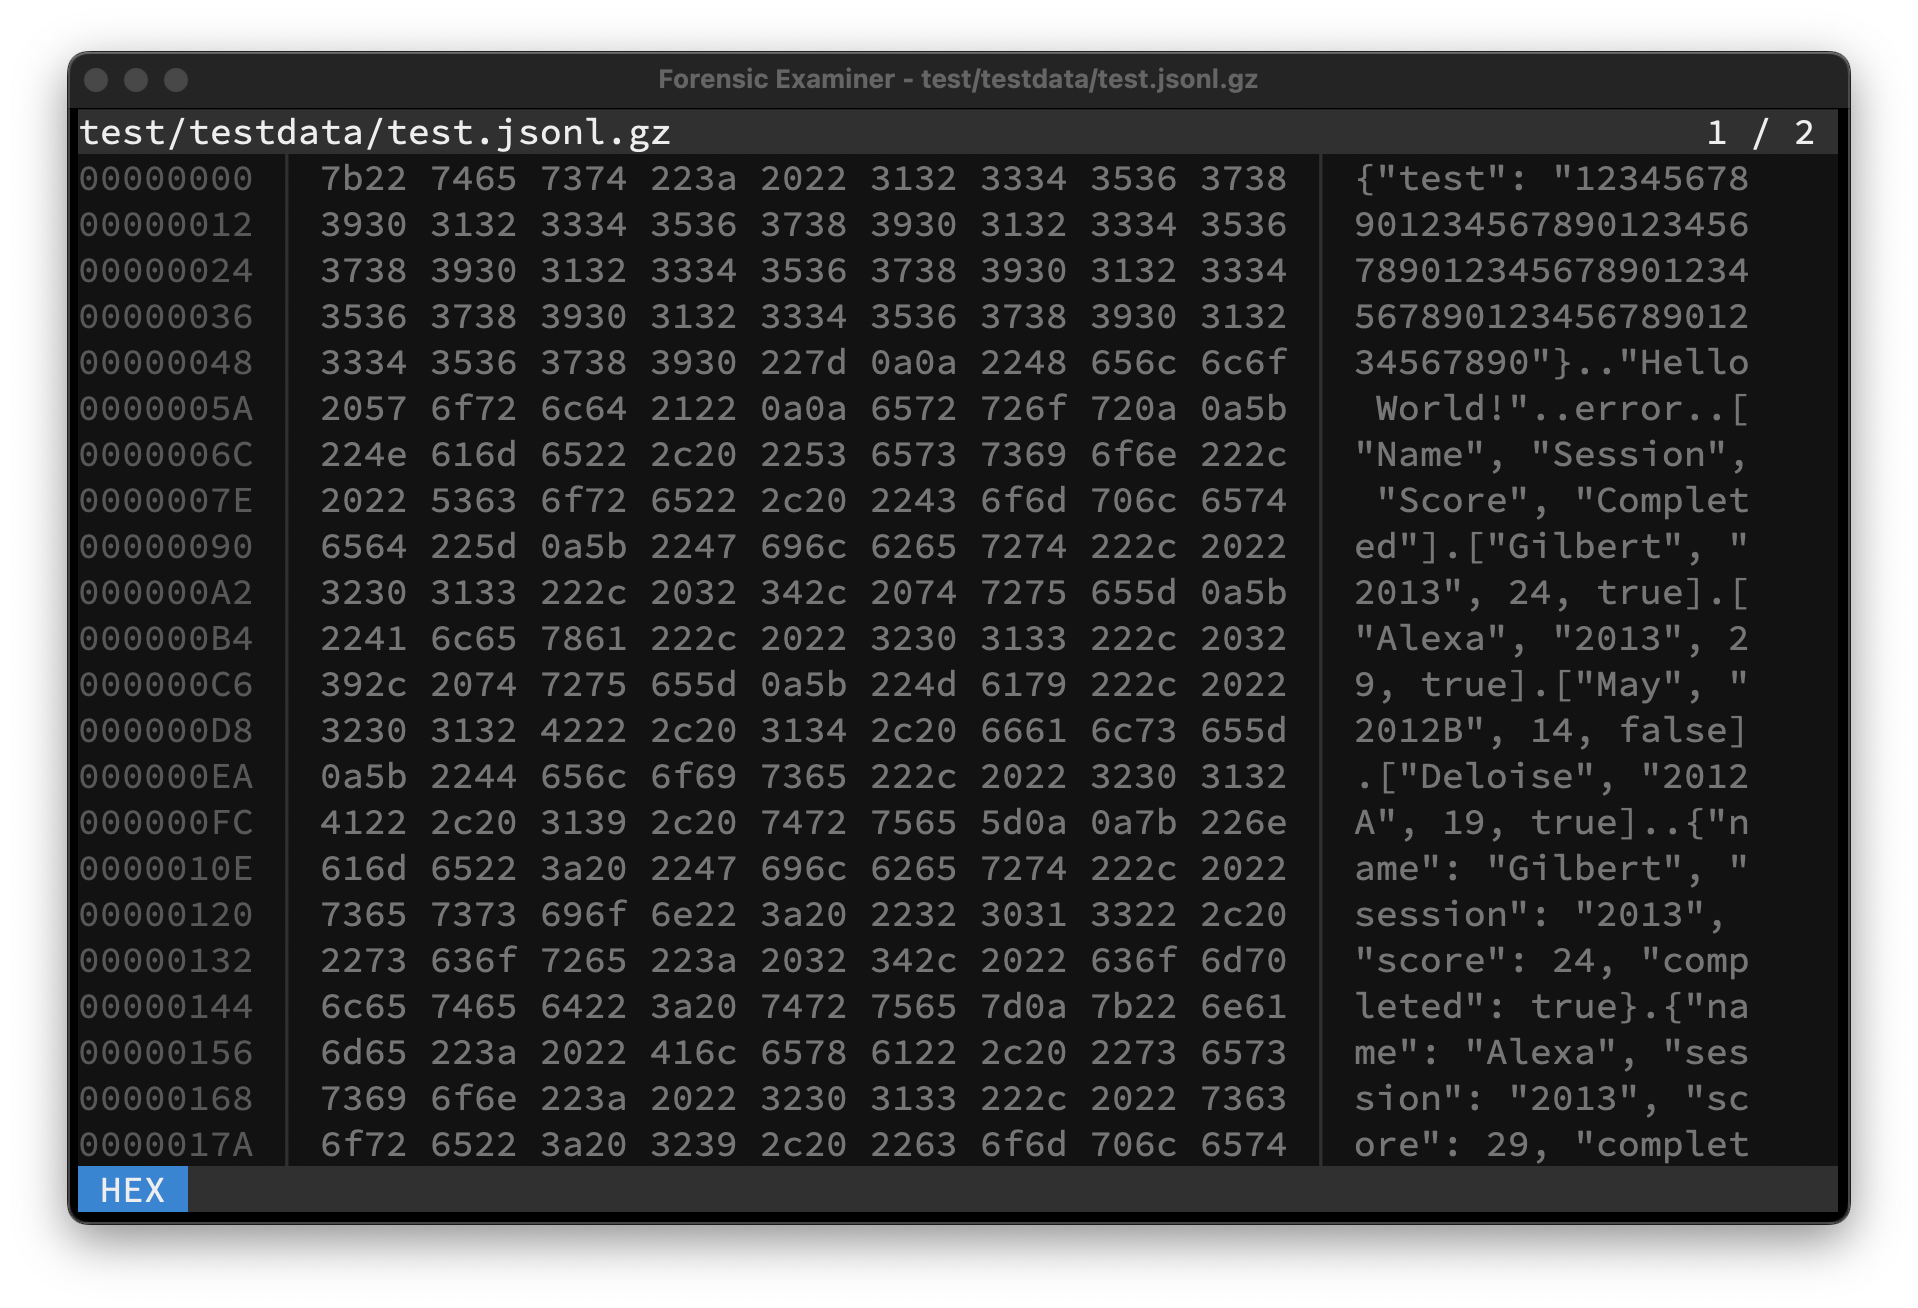 Forensic Examiner - test/testdata/test.jsonl.gz
test/testdata/test.jsonl.gz 1 / 2
00000000 7b22 7465 7374 223a 2022 3132 3334 3536 3738 {"test": "12345678
00000012 3930 3132 3334 3536 3738 3930 3132 3334 3536 901234567890123456
00000024 3738 3930 3132 3334 3536 3738 3930 3132 3334 789012345678901234
00000036 3536 3738 3930 3132 3334 3536 3738 3930 3132 567890123456789012
00000048 3334 3536 3738 3930 227d 0a0a 2248 656c 6c6f 34567890"}.."Hello
0000005A 2057 6f72 6c64 2122 0a0a 6572 726f 720a 0a5b  World!"..error..[
0000006C 224e 616d 6522 2c20 2253 6573 7369 6f6e 222c "Name", "Session",
0000007E 2022 5363 6f72 6522 2c20 2243 6f6d 706c 6574  "Score", "Complet
00000090 6564 225d 0a5b 2247 696c 6265 7274 222c 2022 ed"].["Gilbert", "
000000A2 3230 3133 222c 2032 342c 2074 7275 655d 0a5b 2013", 24, true].[
000000B4 2241 6c65 7861 222c 2022 3230 3133 222c 2032 "Alexa", "2013", 2
000000C6 392c 2074 7275 655d 0a5b 224d 6179 222c 2022 9, true].["May", "
000000D8 3230 3132 4222 2c20 3134 2c20 6661 6c73 655d 2012B", 14, false]
000000EA 0a5b 2244 656c 6f69 7365 222c 2022 3230 3132 .["Deloise", "2012
000000FC 4122 2c20 3139 2c20 7472 7565 5d0a 0a7b 226e A", 19, true]..{"n
0000010E 616d 6522 3a20 2247 696c 6265 7274 222c 2022 ame": "Gilbert", "
00000120 7365 7373 696f 6e22 3a20 2232 3031 3322 2c20 session": "2013",
00000132 2273 636f 7265 223a 2032 342c 2022 636f 6d70 "score": 24, "comp
00000144 6c65 7465 6422 3a20 7472 7565 7d0a 7b22 6e61 leted": true}.{"na
00000156 6d65 223a 2022 416c 6578 6122 2c20 2273 6573 me": "Alexa", "ses
00000168 7369 6f6e 223a 2022 3230 3133 222c 2022 7363 sion": "2013", "sc
0000017A 6f72 6522 3a20 3239 2c20 2263 6f6d 706c 6574 ore": 29, "complet
HEX